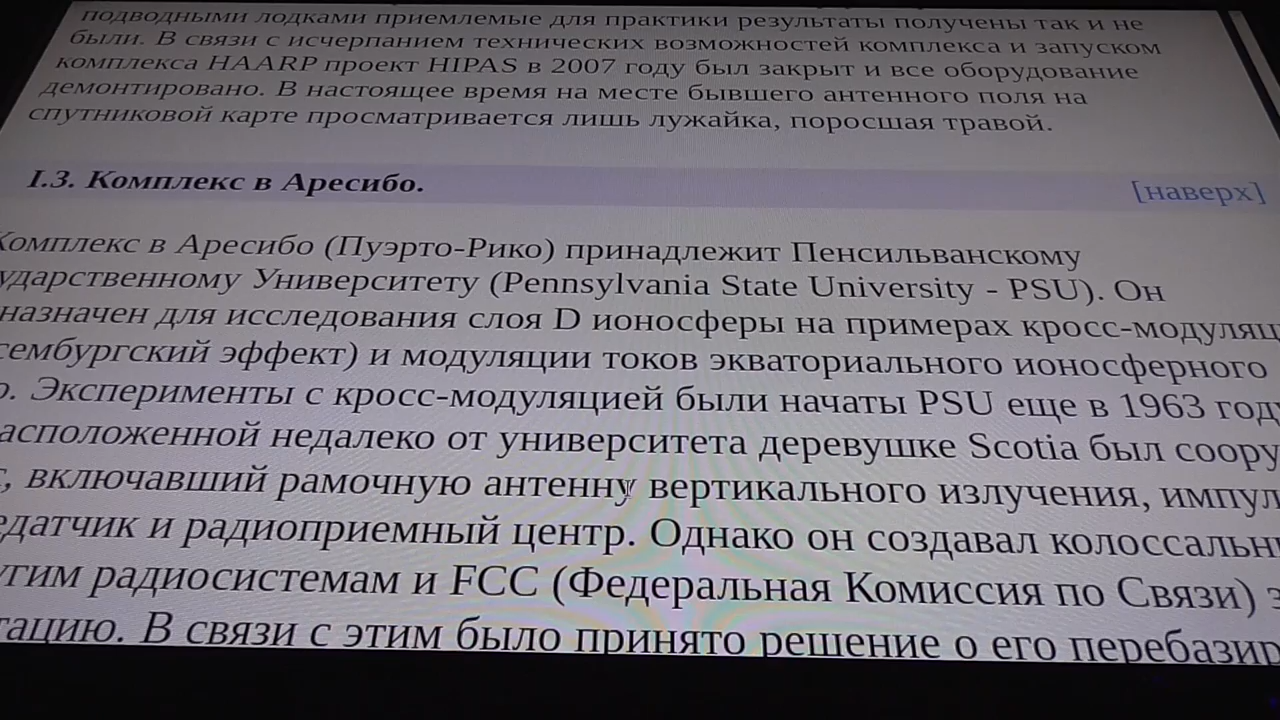 подводными лодками приемлемые для практики результаты получены так и не
были. В связи с исчерпанием технических возможностей комплекса и запуском
комплекса HAARP проект HIPAS в 2007 году был закрыт и все оборудование
демонтировано. В настоящее время на месте бывшего антенного поля на
спутниковой карте просматривается лишь лужайка, поросшая травой.
I.3. Комплекс в Аресибо.
[наверх]
Комплекс в Аресибо (Пуэрто-Рико) принадлежит Пенсильванскому
ударственному Университету (Pennsylvania State University - PSU). Он
назначен для исследования слоя D ионосферы на примерах кросс-модуляц
сембургский эффект) и модуляции токов экваториального ионосферного
о. Эксперименты с кросс-модуляцией были начаты PSU еще в 1963 год
асположенной недалеко от университета деревушке Scotia был соору
с, включавший рамочную антенну вертикального излучения, импул
едатчик и радиоприемный центр. Однако он создавал колоссальн
угим радиосистемам и FCC (Федеральная Комиссия по Связи) з
тацию. В связи с этим было принято решение о его перебазир